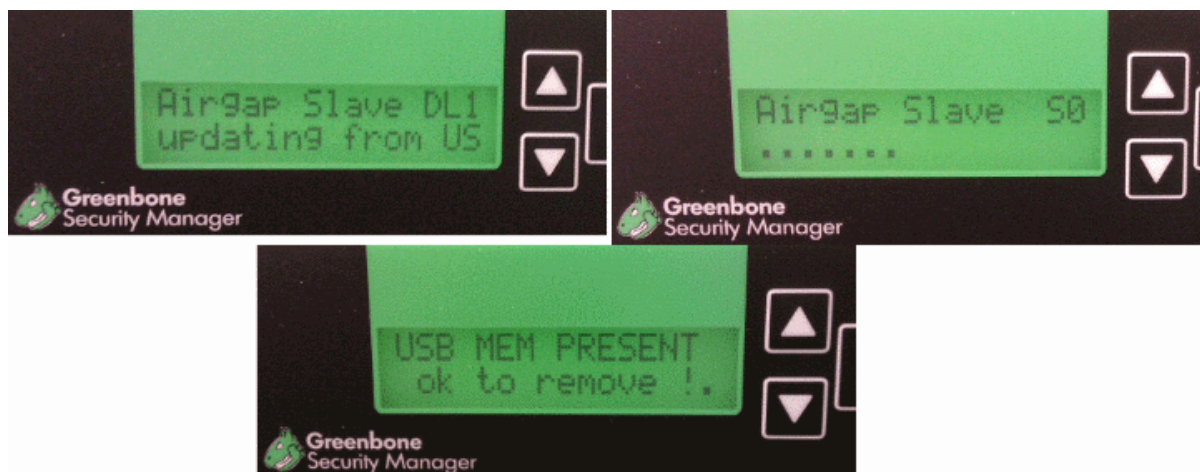 Airgap Slave DL1
updating from US
Greenbone
Security Manager
Airgap Slave S0
.......
Greenbone
Security Manager
USB MEM PRESENT
ok to remove !.
Greenbone
Security Manager